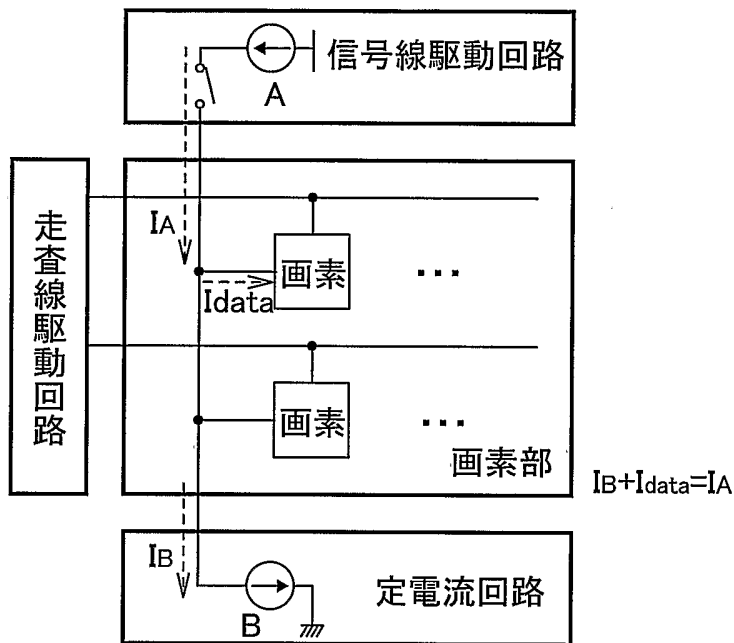 信号線駆動回路
A
走査線駆動回路
IA
画素
...
Idata
画素
...
画素部
IB+Idata=IA
IB
定電流回路
B